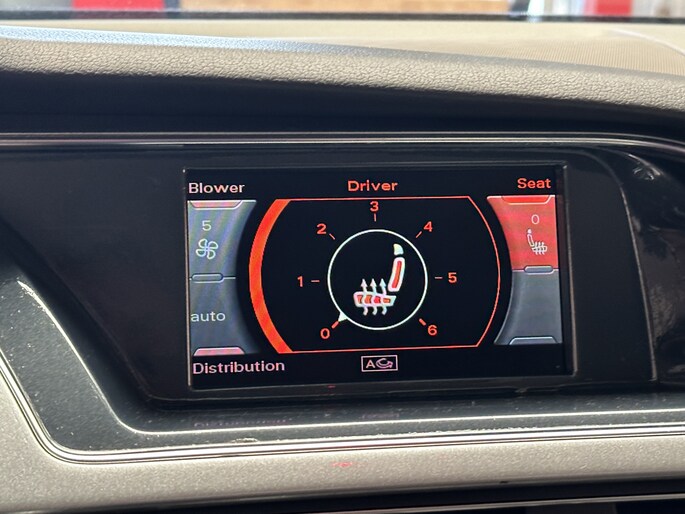 Blower Driver Seat
5 3 0
2 4
1 5
auto
0 6
Distribution A